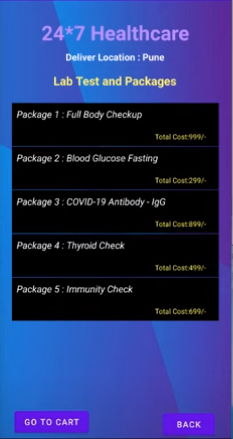 24*7 Healthcare
Deliver Location : Pune
Lab Test and Packages
Package 1 : Full Body Checkup
Total Cost:999/-
Package 2 : Blood Glucose Fasting
Total Cost:299/-
Package 3 : COVID-19 Antibody - IgG
Total Cost:899/-
Package 4 : Thyroid Check
Total Cost:499/-
Package 5 : Immunity Check
Total Cost:699/-
GO TO CART
BACK